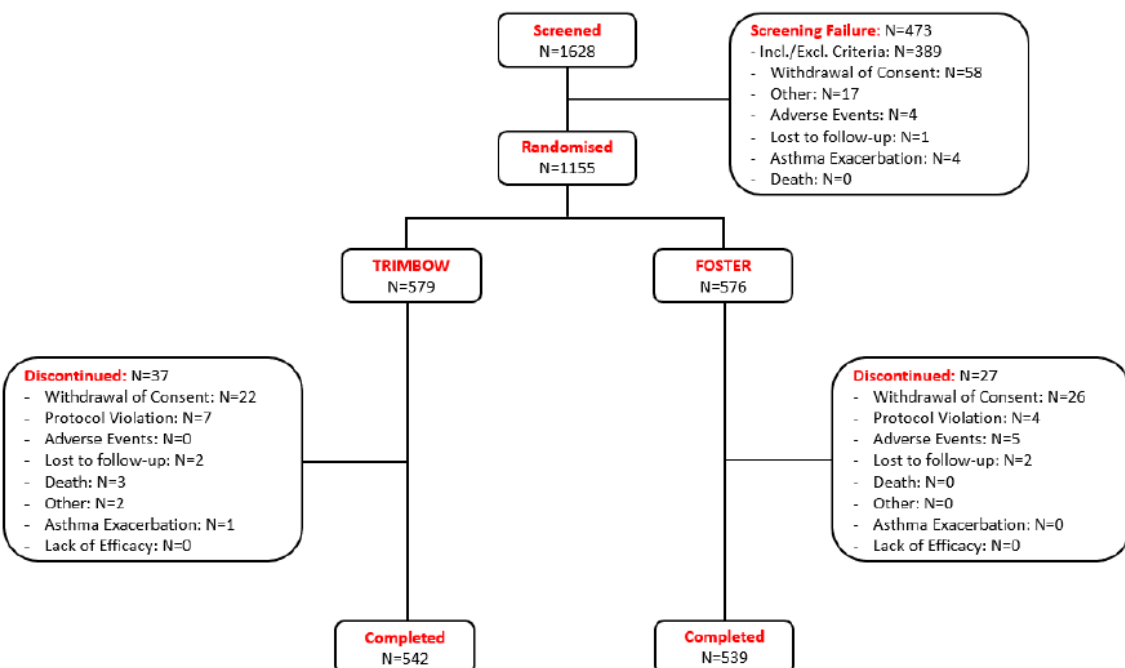 Screened
N=1628
Screening Failure: N=473
- Incl./Excl. Criteria: N=389
- Withdrawal of Consent: N=58
- Other: N=17
- Adverse Events: N=4
- Lost to follow-up: N=1
- Asthma Exacerbation: N=4
- Death: N=0
Randomised
N=1155
TRIMBOW
N=579
FOSTER
N=576
Discontinued: N=37
- Withdrawal of Consent: N=22
- Protocol Violation: N=7
- Adverse Events: N=0
- Lost to follow-up: N=2
- Death: N=3
- Other: N=2
- Asthma Exacerbation: N=1
- Lack of Efficacy: N=0
Discontinued: N=27
- Withdrawal of Consent: N=26
- Protocol Violation: N=4
- Adverse Events: N=5
- Lost to follow-up: N=2
- Death: N=0
- Other: N=0
- Asthma Exacerbation: N=0
- Lack of Efficacy: N=0
Completed
N=542
Completed
N=539